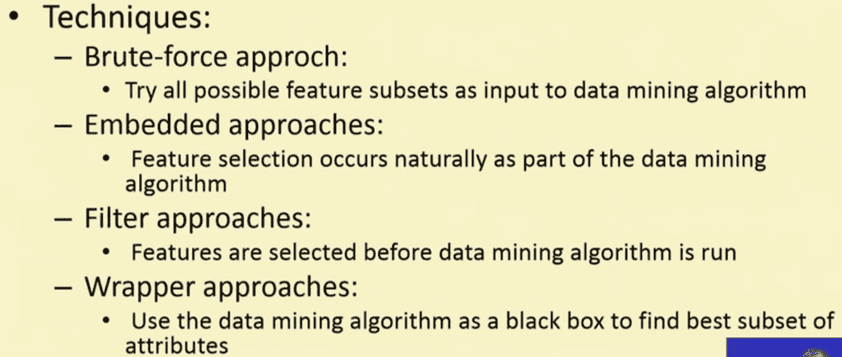 • Techniques:
– Brute-force approch:
• Try all possible feature subsets as input to data mining algorithm
– Embedded approaches:
• Feature selection occurs naturally as part of the data mining
algorithm
– Filter approaches:
• Features are selected before data mining algorithm is run
– Wrapper approaches:
• Use the data mining algorithm as a black box to find best subset of
attributes